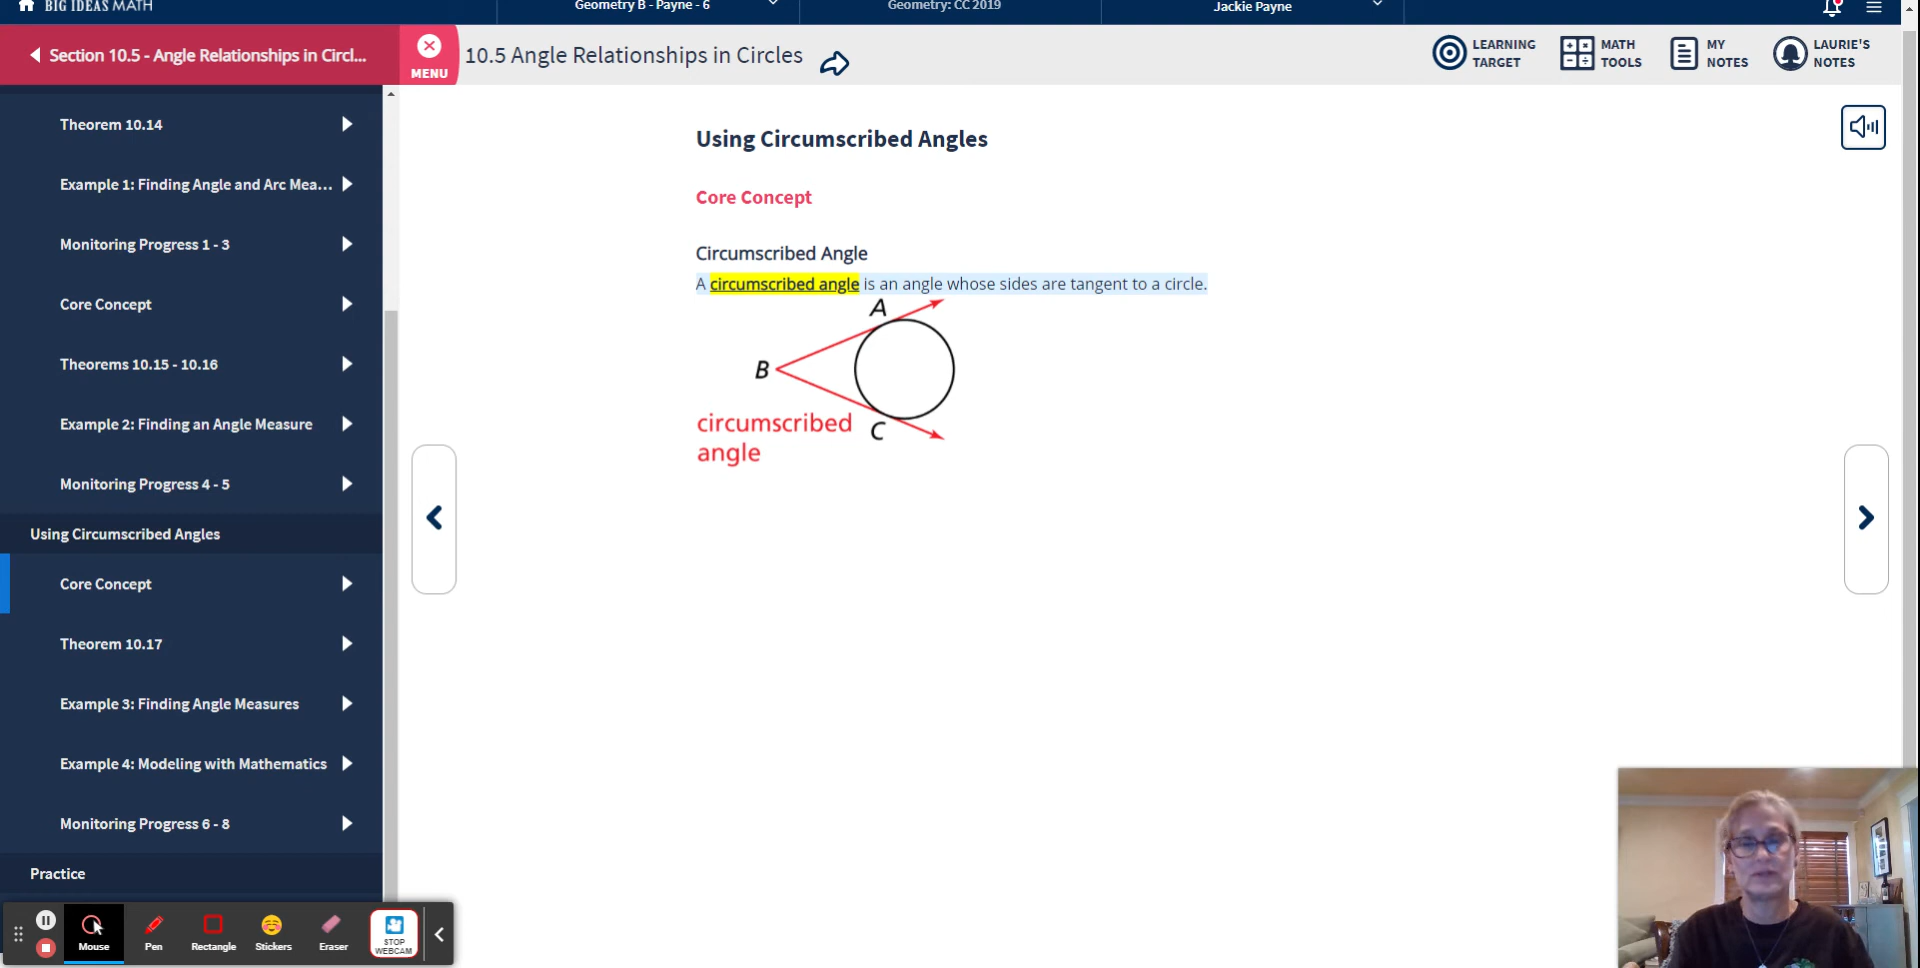 BIG IDEAS MATH
Geometry B - Payne - 6
Geometry: CC 2019
Jackie Payne
Section 10.5 - Angle Relationships in Circl...
MENU
10.5 Angle Relationships in Circles
LEARNING
TARGET
MATH
TOOLS
MY
NOTES
LAURIE'S
NOTES
Theorem 10.14
Example 1: Finding Angle and Arc Mea...
Monitoring Progress 1 - 3
Core Concept
Theorems 10.15 - 10.16
Example 2: Finding an Angle Measure
Monitoring Progress 4 - 5
Using Circumscribed Angles
Core Concept
Theorem 10.17
Example 3: Finding Angle Measures
Example 4: Modeling with Mathematics
Monitoring Progress 6 - 8
Practice
Using Circumscribed Angles
Core Concept
Circumscribed Angle
A circumscribed angle is an angle whose sides are tangent to a circle.
A
B
C
circumscribed
angle
Mouse
Pen
Rectangle
Stickers
Eraser
STOP
WEBCAM